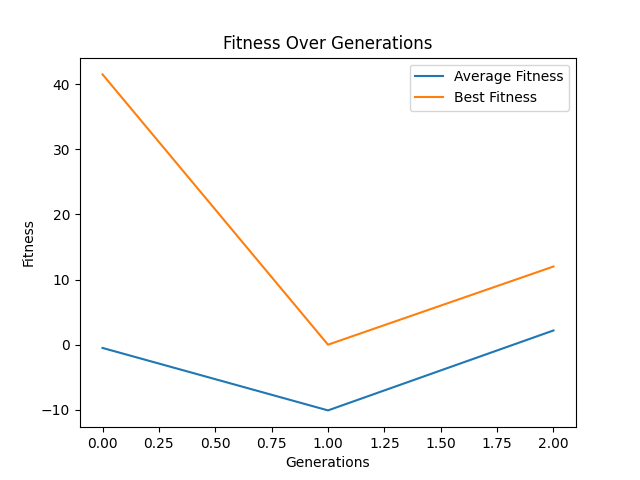 Fitness Over Generations
Average Fitness
Best Fitness
40
30
20
10
0
−10
Fitness
0.00 0.25 0.50 0.75 1.00 1.25 1.50 1.75 2.00
Generations